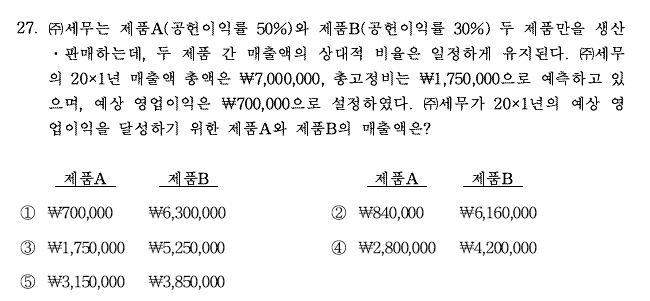 27. ㈜세무는 제품A(공헌이익률 50%)와 제품B(공헌이익률 30%) 두 제품만을 생산
・판매하는데, 두 제품 간 매출액의 상대적 비율은 일정하게 유지된다. ㈜세무
의 20×1년 매출액 총액은 ₩7,000,000, 총고정비는 ₩1,750,000으로 예측하고 있
으며, 예상 영업이익은 ₩700,000으로 설정하였다. ㈜세무가 20×1년의 예상 영
업이익을 달성하기 위한 제품A와 제품B의 매출액은?
제품A 제품B 제품A 제품B
① ₩700,000 ₩6,300,000 ② ₩840,000 ₩6,160,000
③ ₩1,750,000 ₩5,250,000 ④ ₩2,800,000 ₩4,200,000
⑤ ₩3,150,000 ₩3,850,000